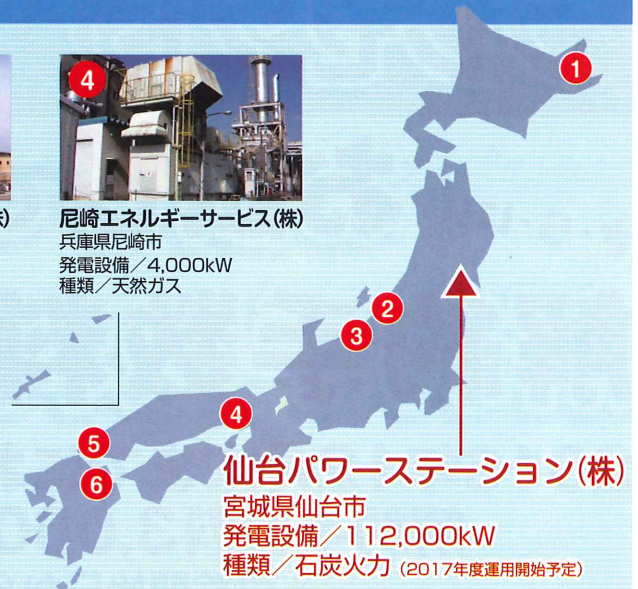 4
株)
尼崎エネルギーサービス(株)
兵庫県尼崎市
発電設備/4,000kW
種類/天然ガス
1
2
3
4
5
6
仙台パワーステーション(株)
宮城県仙台市
発電設備/112,000kW
種類/石炭火力(2017年度運用開始予定)